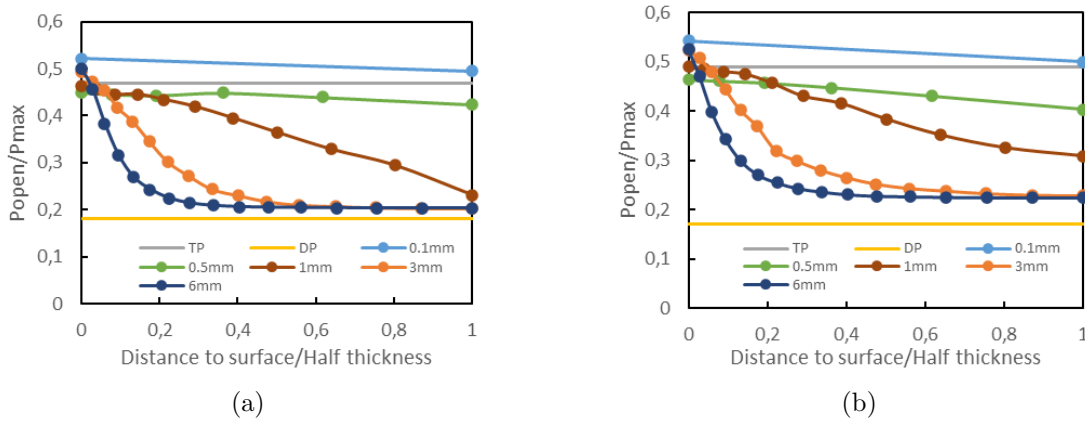 0,6
0,5
0,4
0,3
0,2
0,1
0
Popen/Pmax
TP DP 0.1mm
0.5mm 1mm 3mm
6mm
0 0,2 0,4 0,6 0,8 1
Distance to surface/Half thickness
(a)
0,6
0,5
0,4
0,3
0,2
0,1
0
Popen/Pmax
TP DP 0.1mm
0.5mm 1mm 3mm
6mm
0 0,2 0,4 0,6 0,8 1
Distance to surface/Half thickness
(b)